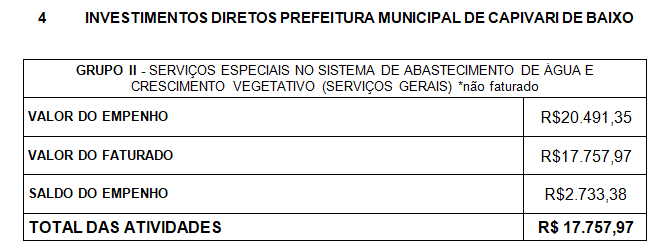 4 INVESTIMENTOS DIRETOS PREFEITURA MUNICIPAL DE CAPIVARI DE BAIXO
GRUPO II - SERVIÇOS ESPECIAIS NO SISTEMA DE ABASTECIMENTO DE ÁGUA E
CRESCIMENTO VEGETATIVO (SERVIÇOS GERAIS) *não faturado
VALOR DO EMPENHO R$20.491,35
VALOR DO FATURADO R$17.757,97
SALDO DO EMPENHO R$2.733,38
TOTAL DAS ATIVIDADES R$ 17.757,97